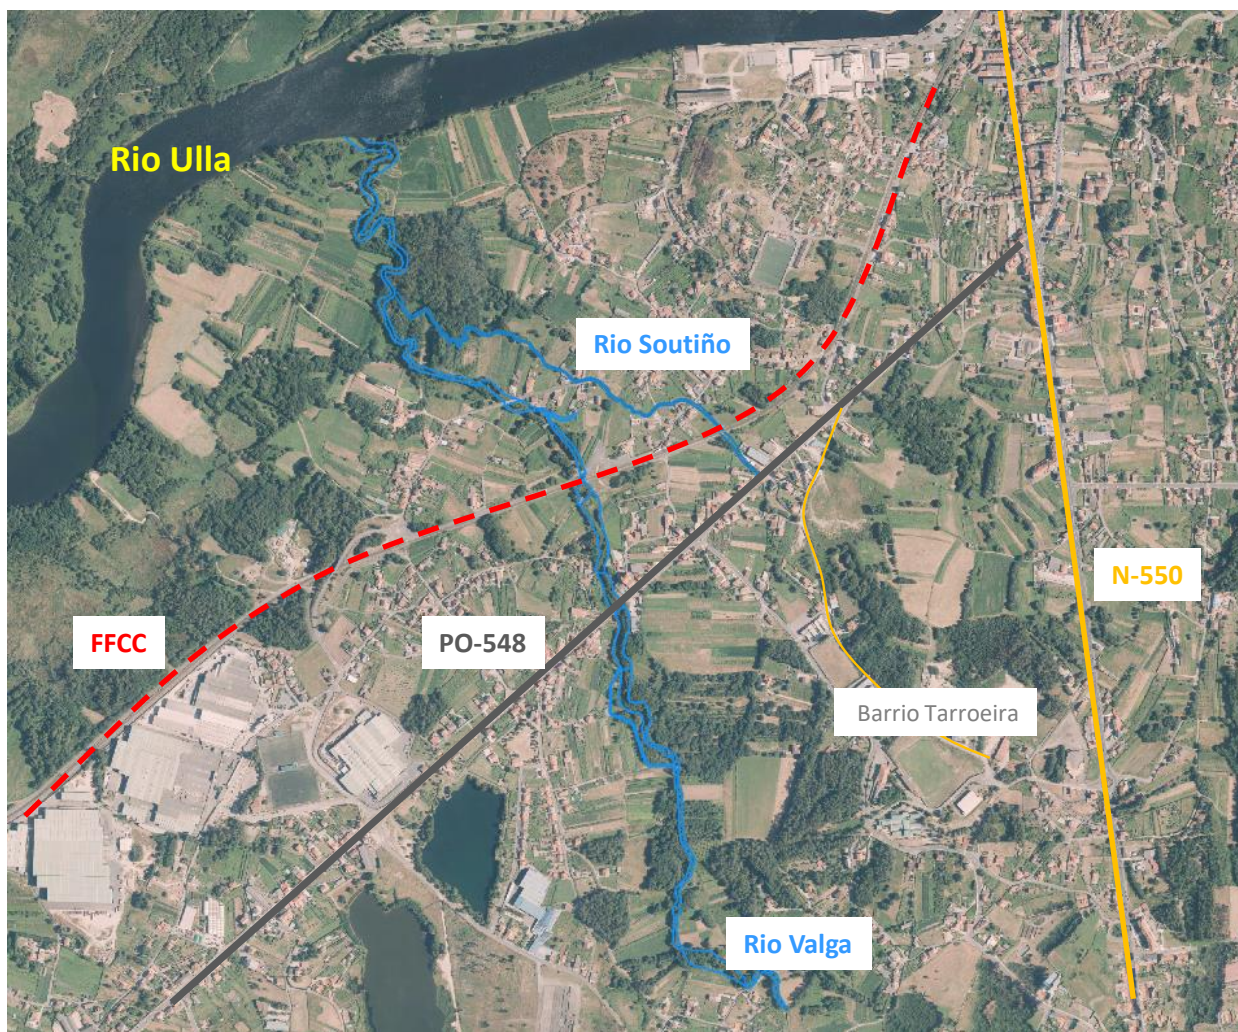 Rio Ulla
Rio Soutiño
N-550
FFCC
PO-548
Barrio Tarroeira
Rio Valga